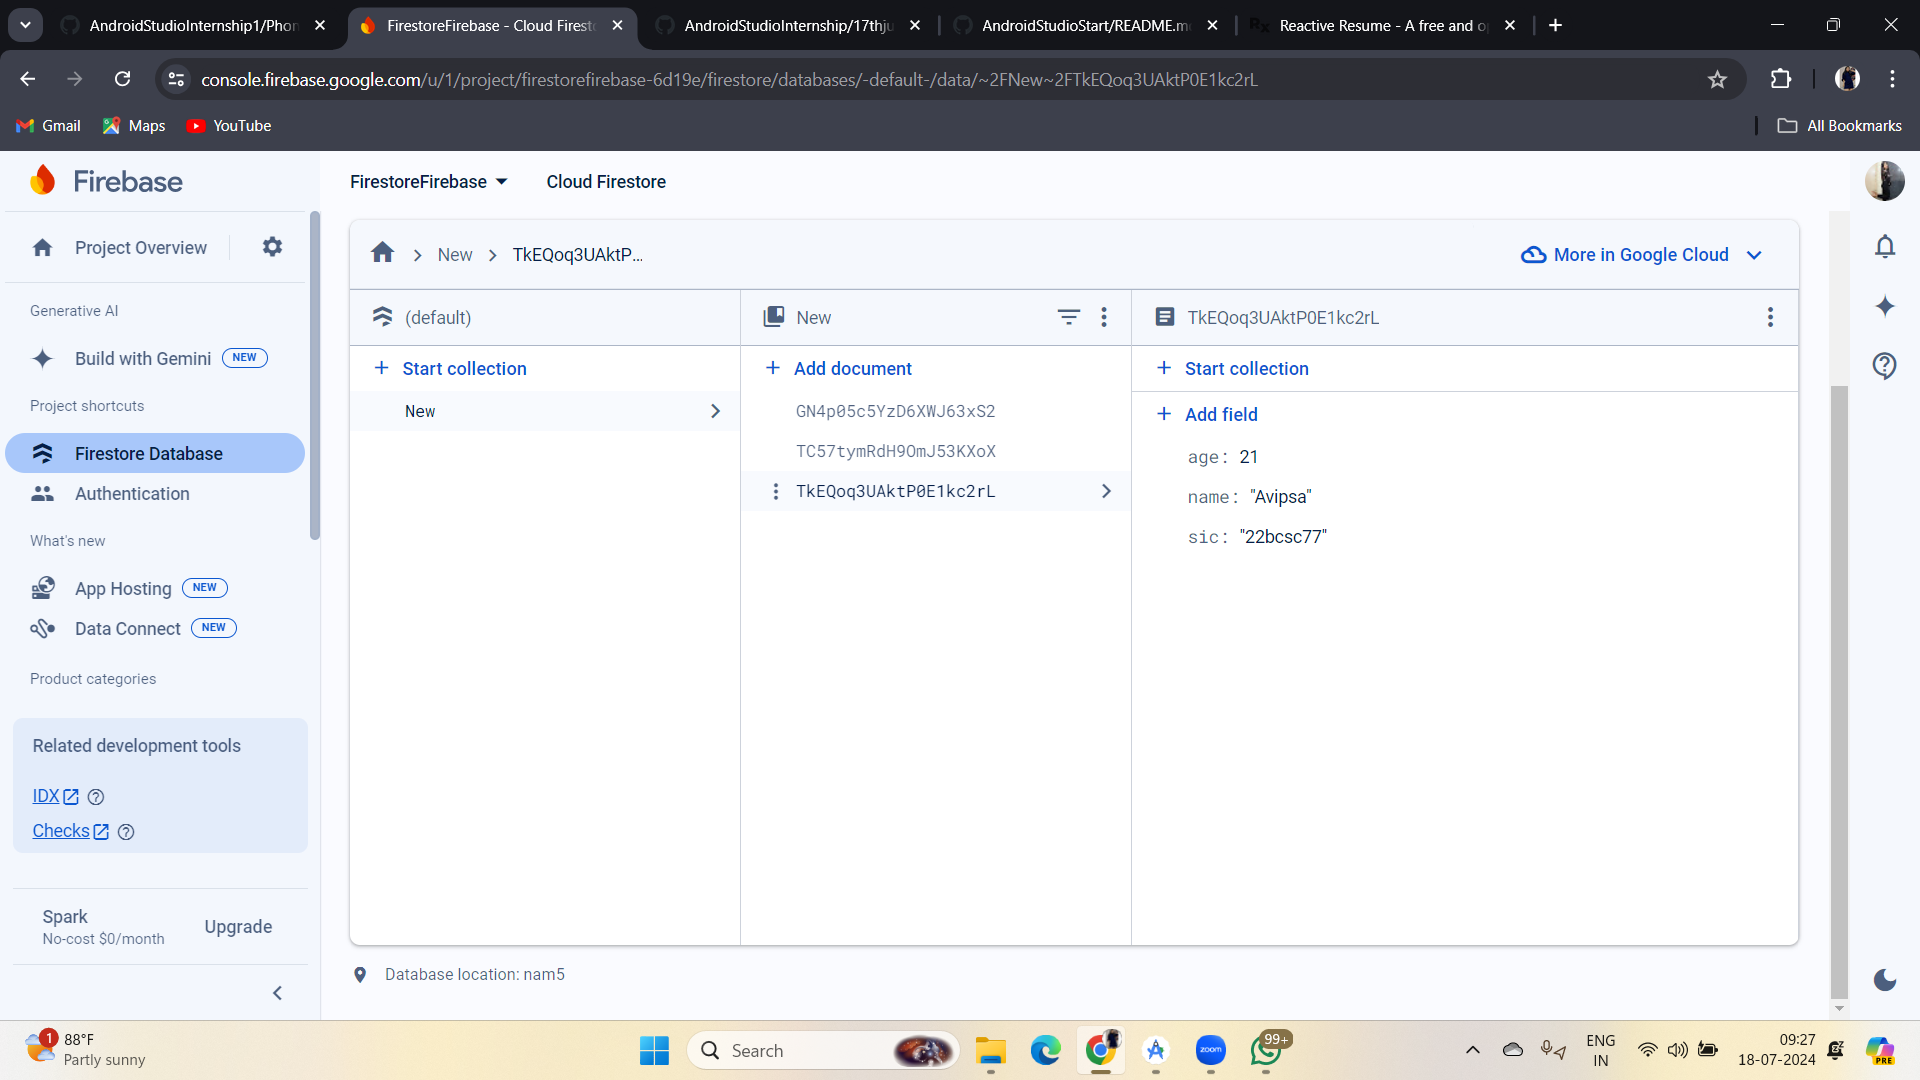 AndroidStudioInternship1/Phon
FirestoreFirebase - Cloud Firesto
AndroidStudioInternship/17thju
AndroidStudioStart/README.me
Reactive Resume - A free and op
console.firebase.google.com/u/1/project/firestorefirebase-6d19e/firestore/databases/-default-/data/~2FNew~2FTkEQoq3UAktP0E1kc2rL
Gmail
Maps
YouTube
All Bookmarks
Firebase
FirestoreFirebase
Cloud Firestore
Project Overview
New
TkEQoq3UAktP...
More in Google Cloud
Generative AI
(default)
New
TkEQoq3UAktP0E1kc2rL
Build with Gemini NEW
Start collection
Add document
Start collection
Project shortcuts
New
GN4p05c5YzD6XWJ63xS2
Add field
Firestore Database
TC57tymRdH9OmJ53KXoX
age: 21
Authentication
TkEQoq3UAktP0E1kc2rL
name: "Avipsa"
What's new
sic: "22bcsc77"
App Hosting NEW
Data Connect NEW
Product categories
Related development tools
IDX
Checks
Spark
No-cost $0/month
Upgrade
Database location: nam5
1
88°F
Partly sunny
Search
zoom
99+
ENG
IN
09:27
18-07-2024
PRE